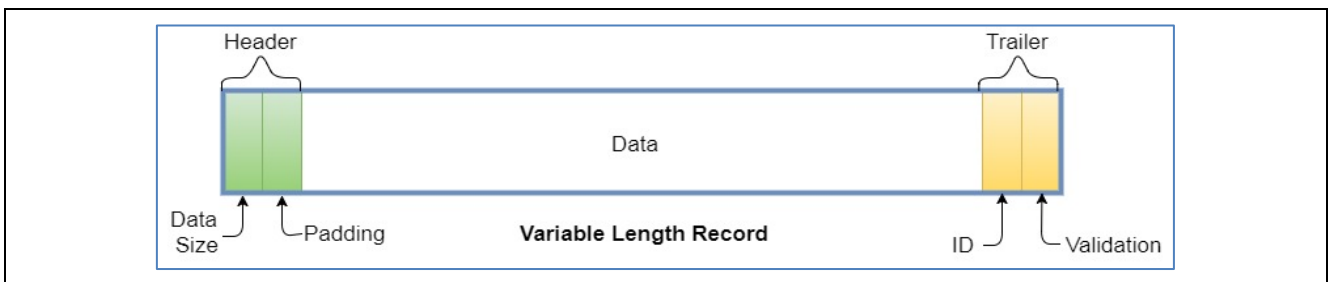 Header
Trailer
Data
Data
Size
Padding
Variable Length Record
ID
Validation